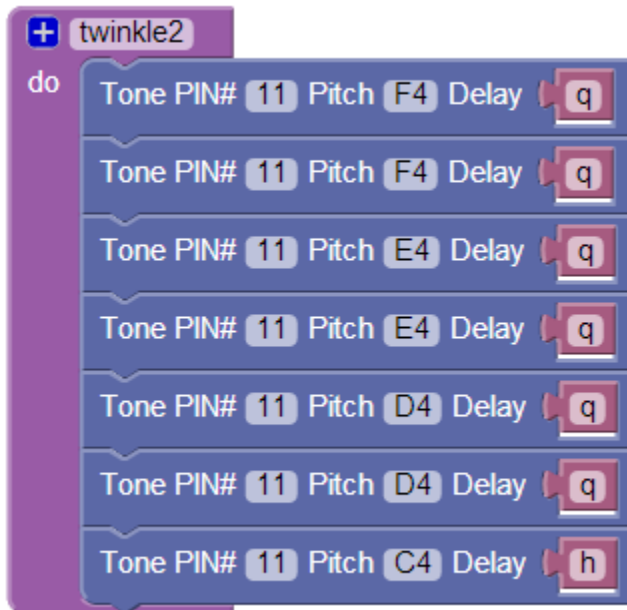 twinkle2
do
Tone PIN# 11 Pitch F4 Delay q
Tone PIN# 11 Pitch F4 Delay q
Tone PIN# 11 Pitch E4 Delay q
Tone PIN# 11 Pitch E4 Delay q
Tone PIN# 11 Pitch D4 Delay q
Tone PIN# 11 Pitch D4 Delay q
Tone PIN# 11 Pitch C4 Delay h